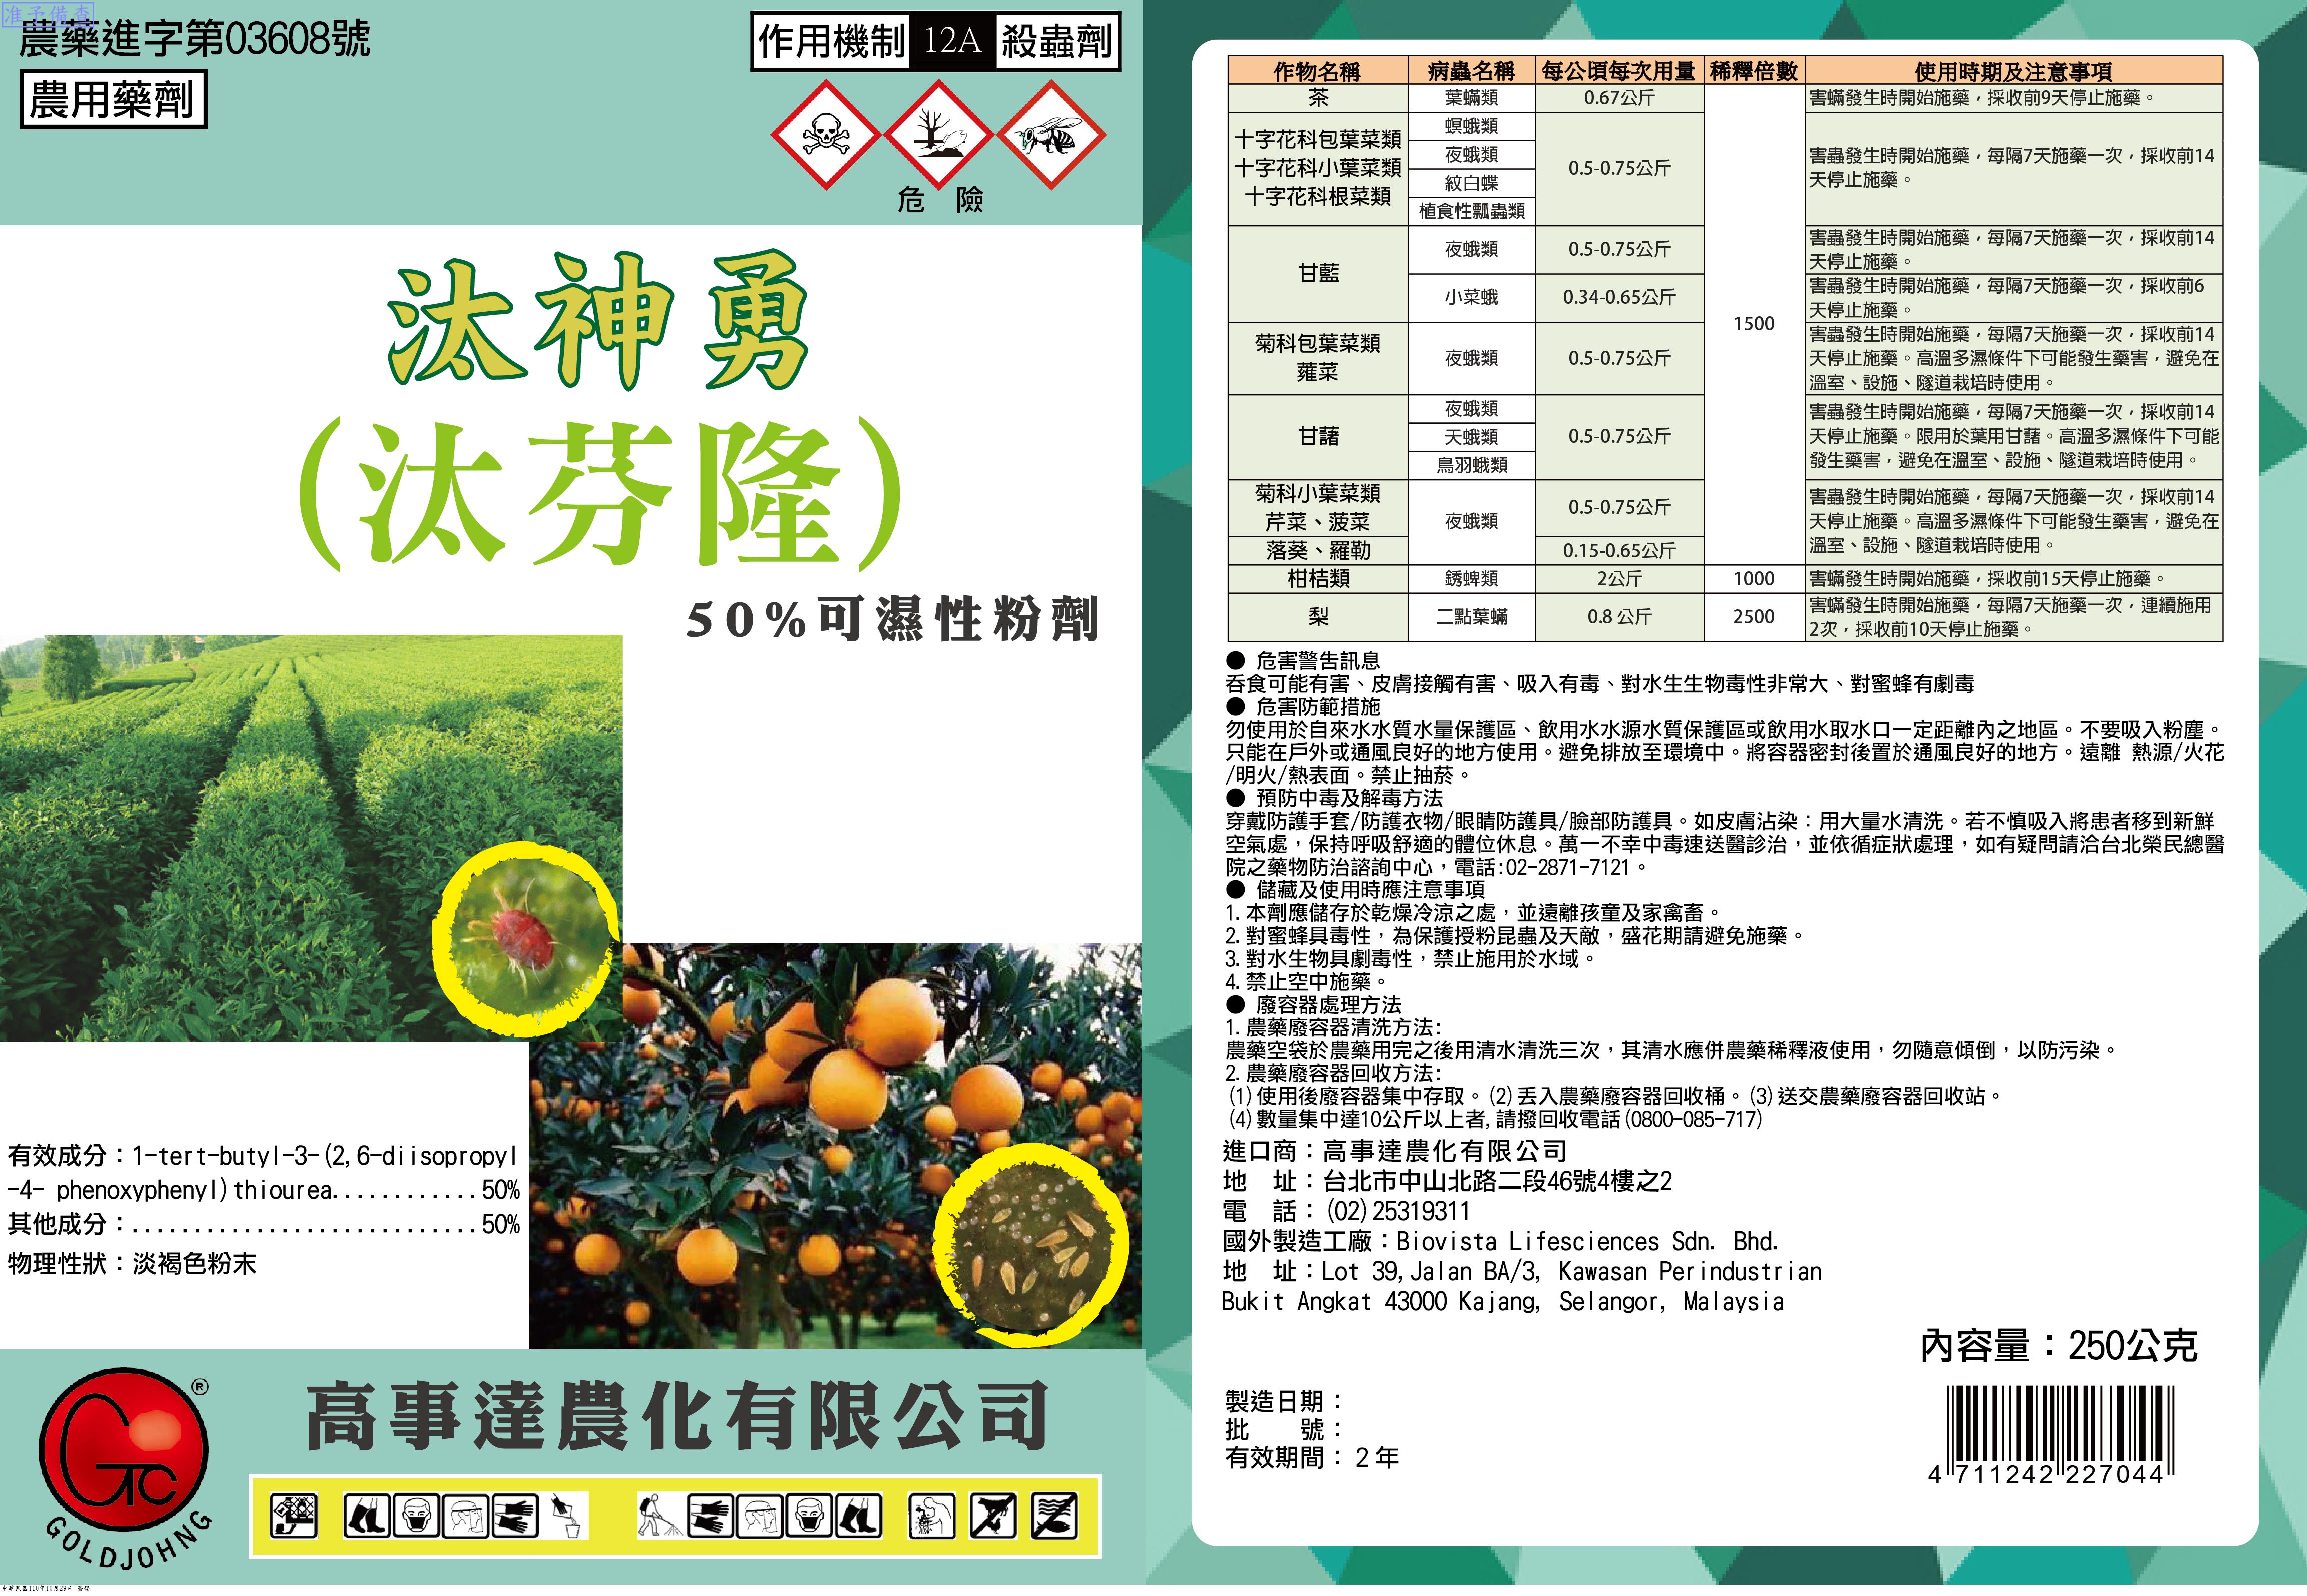 准予備查
農藥進字第03608號
農用藥劑
作用機制 12A 殺蟲劑
危 險
汰神勇
(汰芬隆)
50%可濕性粉劑
有效成分：1-tert-butyl-3-(2,6-diisopropyl
-4- phenoxyphenyl)thiourea............50%
其他成分：............................50%
物理性狀：淡褐色粉末
GTC
®
GOLDJOHNG
高事達農化有限公司
中華民國110年10月29日 簽發
作物名稱 病蟲名稱 每公頃每次用量 稀釋倍數 使用時期及注意事項
茶 葉蟎類 0.67公斤 害蟎發生時開始施藥，採收前9天停止施藥。
十字花科包葉菜類
十字花科小葉菜類
十字花科根菜類
螟蛾類
夜蛾類
紋白蝶
植食性瓢蟲類
0.5-0.75公斤
害蟲發生時開始施藥，每隔7天施藥一次，採收前14
天停止施藥。
甘藍
夜蛾類 0.5-0.75公斤
害蟲發生時開始施藥，每隔7天施藥一次，採收前14
天停止施藥。
小菜蛾 0.34-0.65公斤
害蟲發生時開始施藥，每隔7天施藥一次，採收前6
天停止施藥。
1500
菊科包葉菜類
蕹菜
夜蛾類 0.5-0.75公斤
害蟲發生時開始施藥，每隔7天施藥一次，採收前14
天停止施藥。高溫多濕條件下可能發生藥害，避免在
溫室、設施、隧道栽培時使用。
甘藷
夜蛾類
天蛾類
鳥羽蛾類
0.5-0.75公斤
害蟲發生時開始施藥，每隔7天施藥一次，採收前14
天停止施藥。限用於葉用甘藷。高溫多濕條件下可能
發生藥害，避免在溫室、設施、隧道栽培時使用。
菊科小葉菜類
芹菜、菠菜
夜蛾類
0.5-0.75公斤
落葵、羅勒 0.15-0.65公斤
害蟲發生時開始施藥，每隔7天施藥一次，採收前14
天停止施藥。高溫多濕條件下可能發生藥害，避免在
溫室、設施、隧道栽培時使用。
柑桔類 銹蜱類 2公斤 1000 害蟎發生時開始施藥，採收前15天停止施藥。
梨 二點葉蟎 0.8 公斤 2500
害蟎發生時開始施藥，每隔7天施藥一次，連續施用
2次，採收前10天停止施藥。
● 危害警告訊息
吞食可能有害、皮膚接觸有害、吸入有毒、對水生生物毒性非常大、對蜜蜂有劇毒
● 危害防範措施
勿使用於自來水水質水量保護區、飲用水水源水質保護區或飲用水取水口一定距離內之地區。不要吸入粉塵。
只能在戶外或通風良好的地方使用。避免排放至環境中。將容器密封後置於通風良好的地方。遠離 熱源/火花
/明火/熱表面。禁止抽菸。
● 預防中毒及解毒方法
穿戴防護手套/防護衣物/眼睛防護具/臉部防護具。如皮膚沾染：用大量水清洗。若不慎吸入將患者移到新鮮
空氣處，保持呼吸舒適的體位休息。萬一不幸中毒速送醫診治，並依循症狀處理，如有疑問請洽台北榮民總醫
院之藥物防治諮詢中心，電話:02-2871-7121。
● 儲藏及使用時應注意事項
1.本劑應儲存於乾燥冷涼之處，並遠離孩童及家禽畜。
2.對蜜蜂具毒性，為保護授粉昆蟲及天敵，盛花期請避免施藥。
3.對水生物具劇毒性，禁止施用於水域。
4.禁止空中施藥。
● 廢容器處理方法
1.農藥廢容器清洗方法:
農藥空袋於農藥用完之後用清水清洗三次，其清水應併農藥稀釋液使用，勿隨意傾倒，以防污染。
2.農藥廢容器回收方法:
(1)使用後廢容器集中存取。(2)丟入農藥廢容器回收桶。(3)送交農藥廢容器回收站。
(4)數量集中達10公斤以上者,請撥回收電話(0800-085-717)
進口商：高事達農化有限公司
地　址：台北市中山北路二段46號4樓之2
電　話：(02)25319311
國外製造工廠：Biovista Lifesciences Sdn. Bhd.
地　址：Lot 39,Jalan BA/3, Kawasan Perindustrian
Bukit Angkat 43000 Kajang, Selangor, Malaysia
內容量：250公克
製造日期：
批　　號：
有效期間： 2 年
4 711242 227044